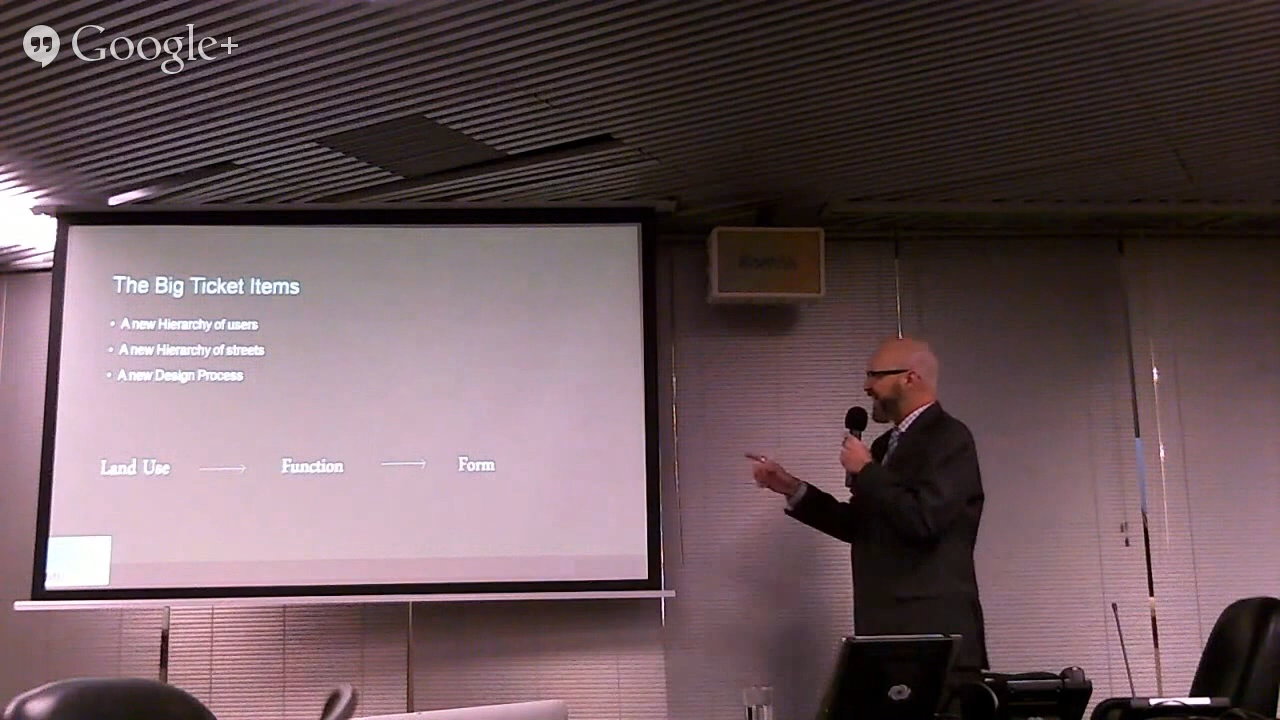 Google+
The Big Ticket Items
• A new Hierarchy of users
• A new Hierarchy of streets
• A new Design Process
Land Use → Function → Form